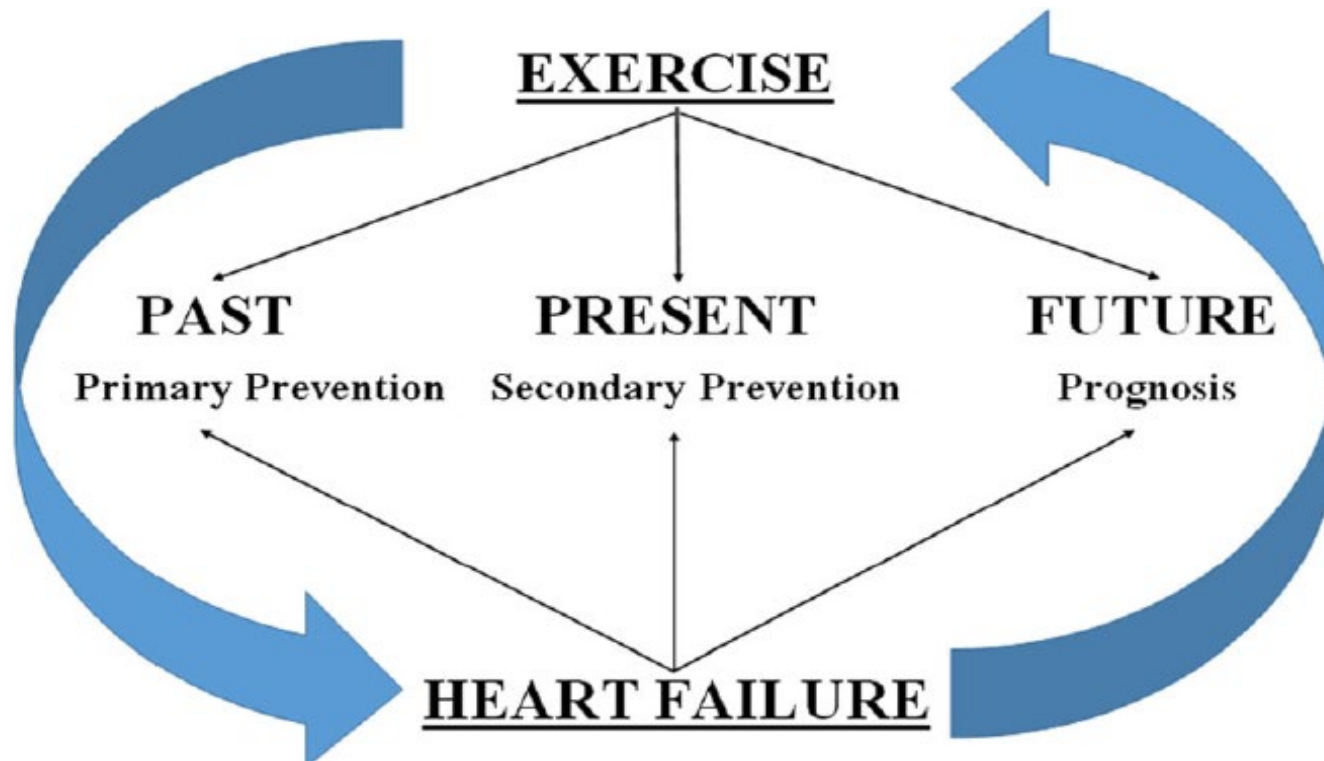 EXERCISE
PAST PRESENT FUTURE
Primary Prevention Secondary Prevention Prognosis
HEART FAILURE